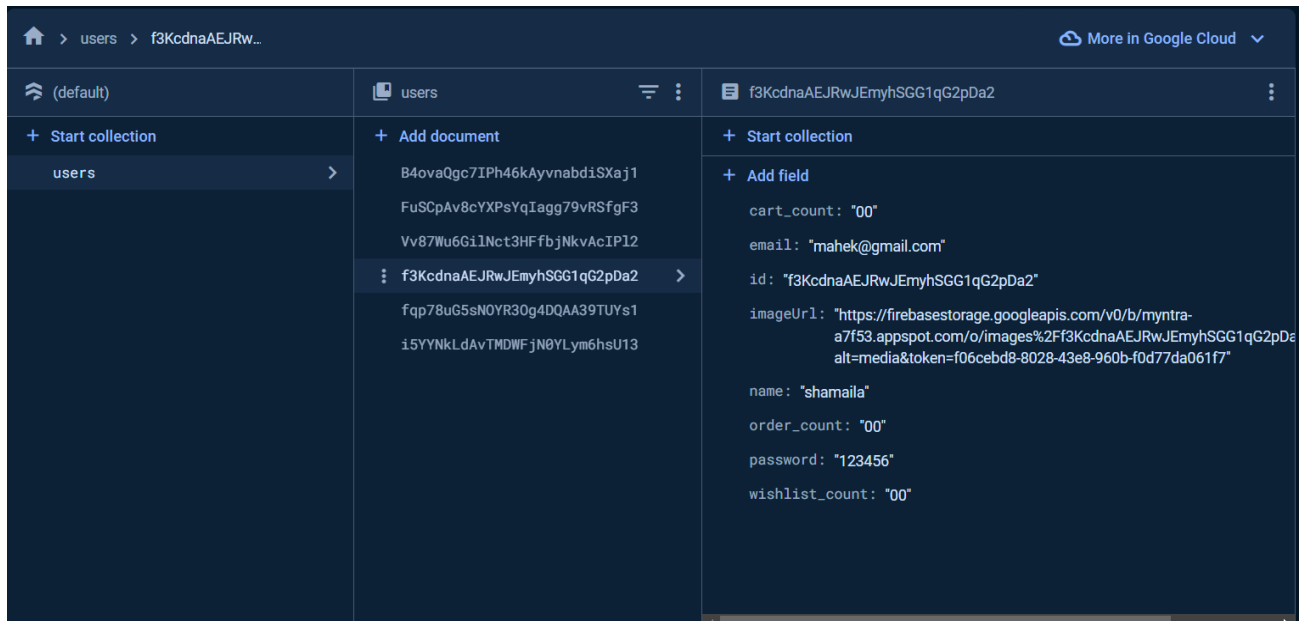 users > f3KcdnaAEJRw… More in Google Cloud
(default)
+ Start collection
users
users
+ Add document
B4ovaQgc7IPh46kAyvnabdiSXaj1
FuSCpAv8cYXPsYqIagg79vRSfgF3
Vv87Wu6GilNct3HFfbjNkvAcIPl2
f3KcdnaAEJRwJEmyhSGG1qG2pDa2
fqp78uG5sNOYR3Og4DQAA39TUYs1
i5YYNkLdAvTMDWFjN0YLym6hsU13
f3KcdnaAEJRwJEmyhSGG1qG2pDa2
+ Start collection
+ Add field
cart_count: "00"
email: "mahek@gmail.com"
id: "f3KcdnaAEJRwJEmyhSGG1qG2pDa2"
imageUrl: "https://firebasestorage.googleapis.com/v0/b/myntra-
a7f53.appspot.com/o/images%2Ff3KcdnaAEJRwJEmyhSGG1qG2pDa
alt=media&token=f06cebd8-8028-43e8-960b-f0d77da061f7"
name: "shamaila"
order_count: "00"
password: "123456"
wishlist_count: "00"